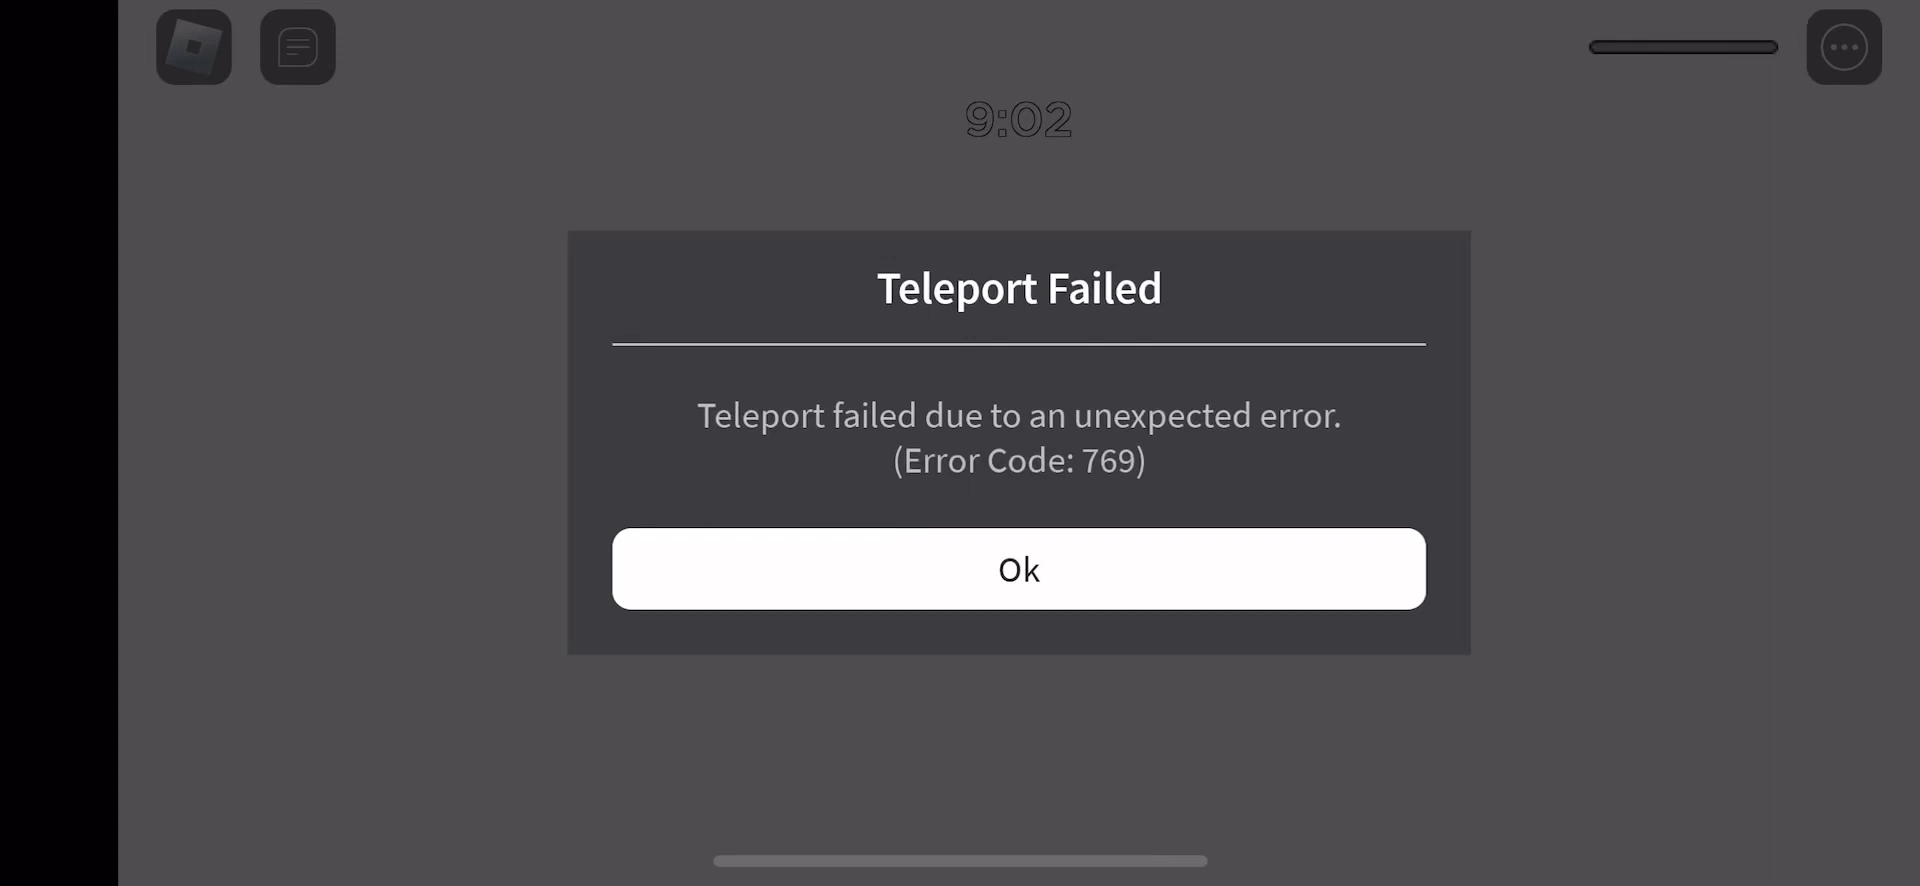 9:02
Teleport Failed
Teleport failed due to an unexpected error.
(Error Code: 769)
Ok